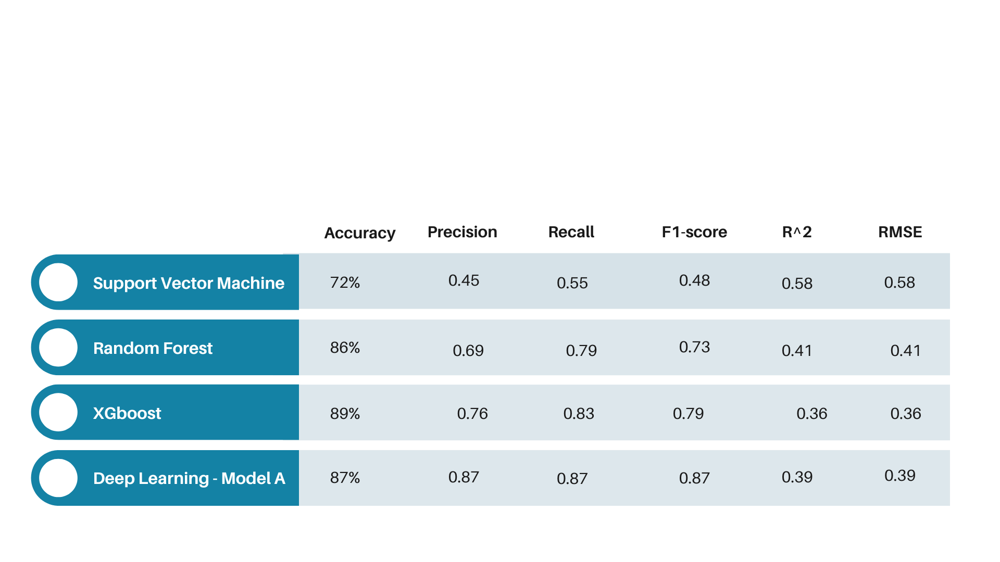 Accuracy Precision Recall F1-score R^2 RMSE
Support Vector Machine 72% 0.45 0.55 0.48 0.58 0.58
Random Forest 86% 0.69 0.79 0.73 0.41 0.41
XGboost 89% 0.76 0.83 0.79 0.36 0.36
Deep Learning - Model A 87% 0.87 0.87 0.87 0.39 0.39